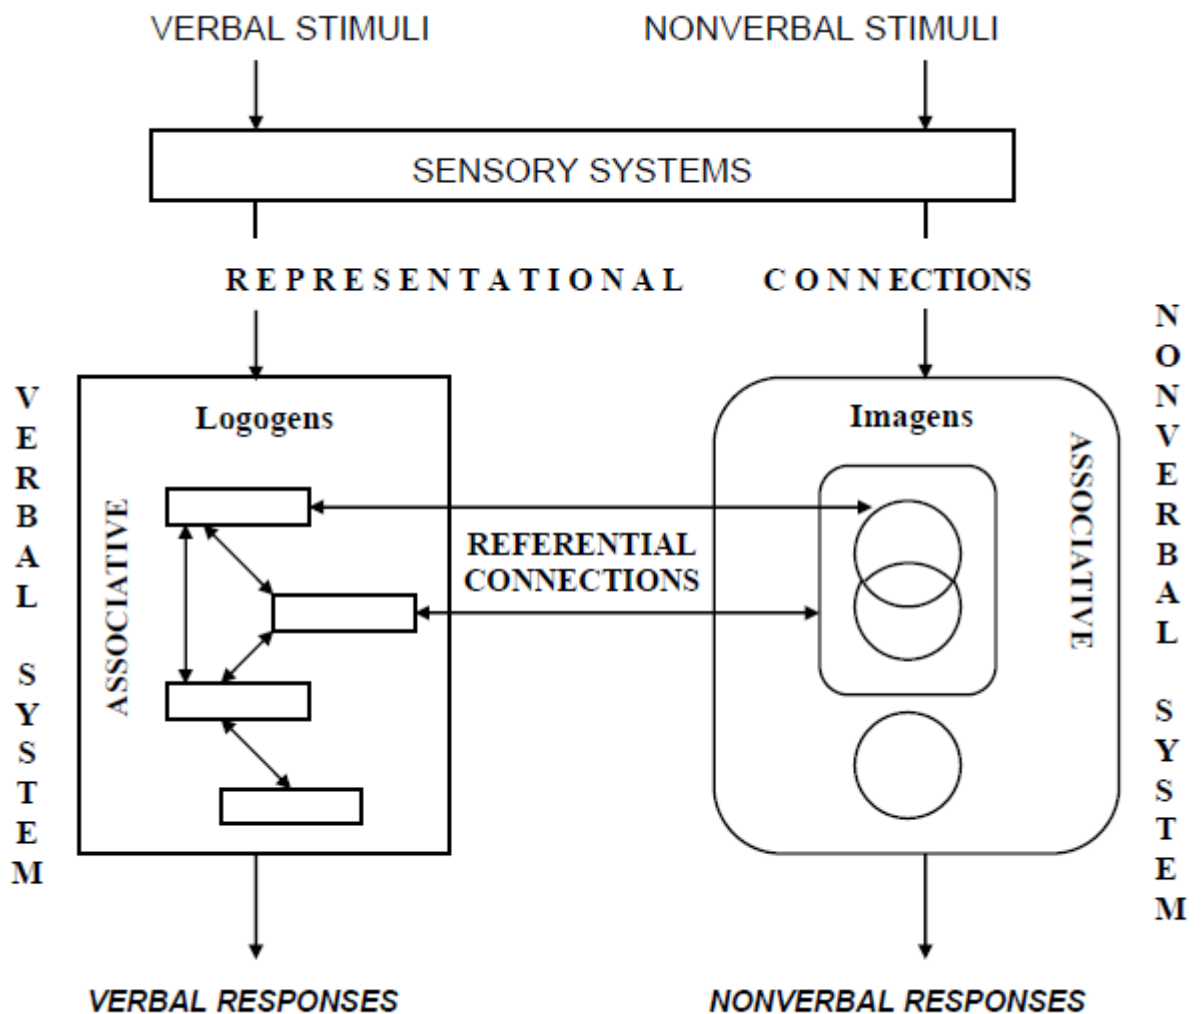 VERBAL STIMULI
NONVERBAL STIMULI
SENSORY SYSTEMS
REPRESENTATIONAL CONNECTIONS
VERBAL SYSTEM
Logogens
ASSOCIATIVE
REFERENTIAL
CONNECTIONS
Imagens
ASSOCIATIVE
NONVERBAL SYSTEM
VERBAL RESPONSES
NONVERBAL RESPONSES